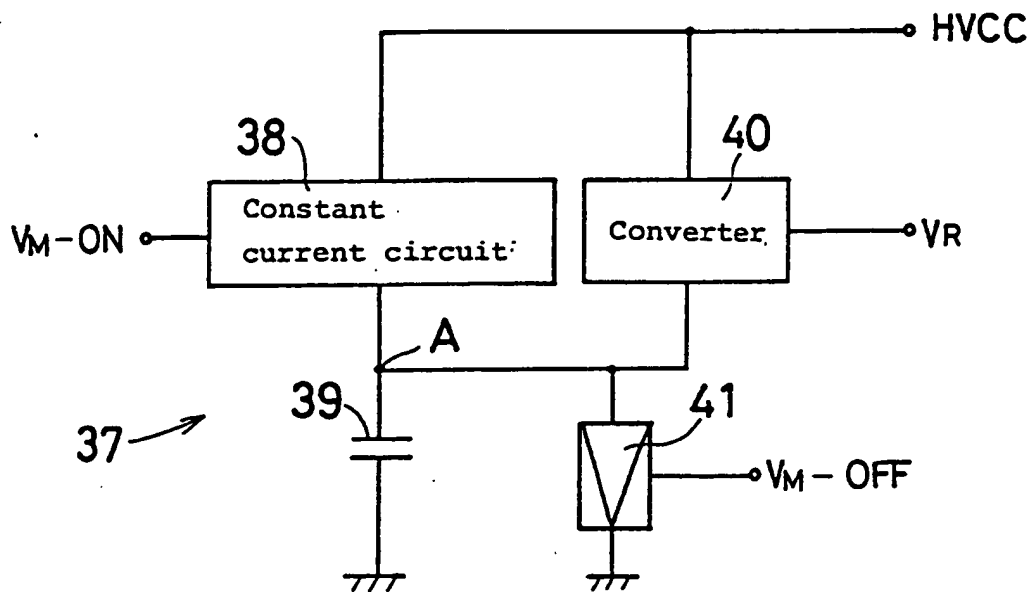 HVCC
38
40
Constant
current circuit
Converter
VM-ON
VR
A
39
41
37
VM-OFF